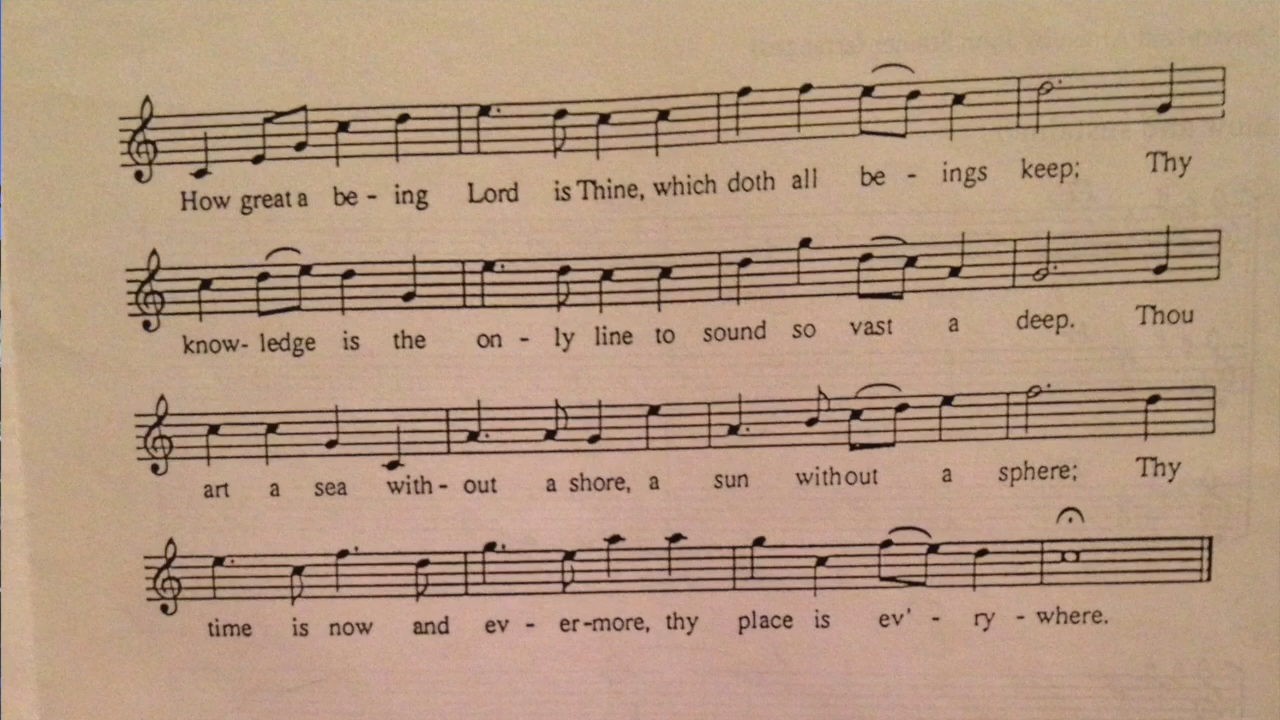 How great a be - ing Lord is Thine, which doth all be - ings keep; Thy
know- ledge is the on - ly line to sound so vast a deep. Thou
art a sea with - out a shore, a sun without a sphere; Thy
time is now and ev - er-more, thy place is ev' - ry - where.